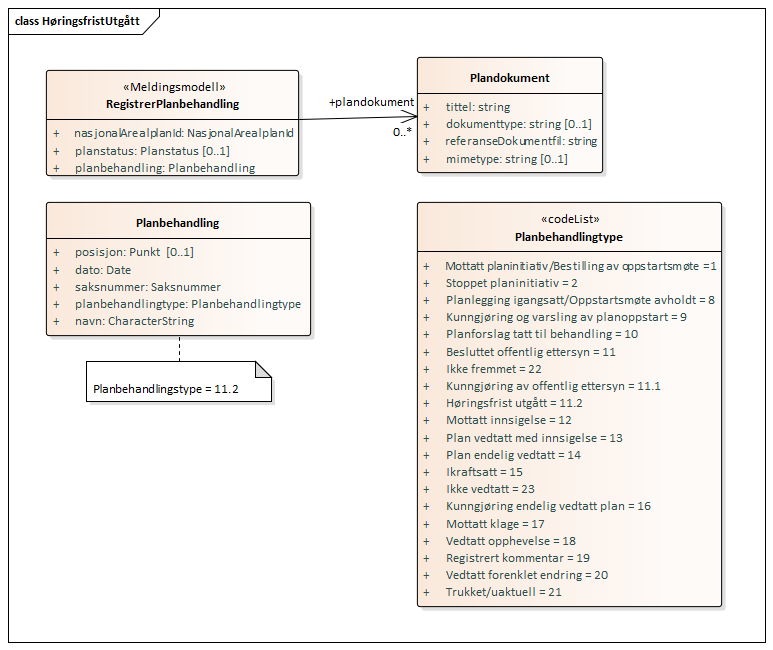 class HøringsfristUtgått
«Meldingsmodell»
RegistrerPlanbehandling
+ nasjonalArealplanId: NasjonalArealplanId
+ planstatus: Planstatus [0..1]
+ planbehandling: Planbehandling
+plandokument
0..*
Plandokument
+ tittel: string
+ dokumenttype: string [0..1]
+ referanseDokumentfil: string
+ mimetype: string [0..1]
Planbehandling
+ posisjon: Punkt [0..1]
+ dato: Date
+ saksnummer: Saksnummer
+ planbehandlingtype: Planbehandlingtype
+ navn: CharacterString
Planbehandlingstype = 11.2
«codeList»
Planbehandlingtype
+ Mottatt planinitiativ/Bestilling av oppstartsmøte =1
+ Stoppet planinitiativ = 2
+ Planlegging igangsatt/Oppstartsmøte avholdt = 8
+ Kunngjøring og varsling av planoppstart = 9
+ Planforslag tatt til behandling = 10
+ Besluttet offentlig ettersyn = 11
+ Ikke fremmet = 22
+ Kunngjøring av offentlig ettersyn = 11.1
+ Høringsfrist utgått = 11.2
+ Mottatt innsigelse = 12
+ Plan vedtatt med innsigelse = 13
+ Plan endelig vedtatt = 14
+ Ikraftsatt = 15
+ Ikke vedtatt = 23
+ Kunngjøring endelig vedtatt plan = 16
+ Mottatt klage = 17
+ Vedtatt opphevelse = 18
+ Registrert kommentar = 19
+ Vedtatt forenklet endring = 20
+ Trukket/uaktuell = 21